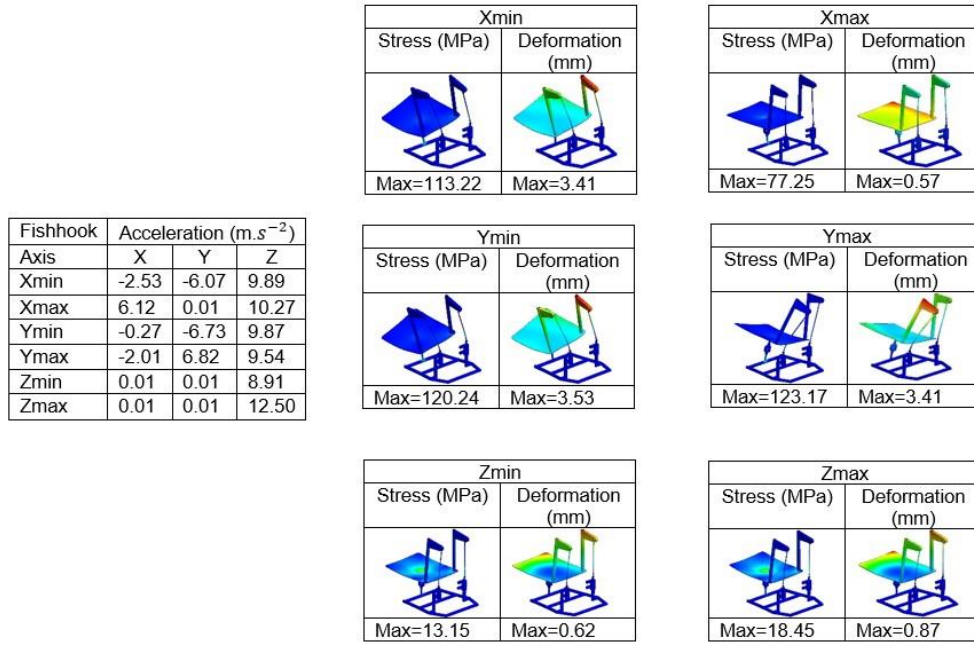 Xmin
Stress (MPa) Deformation (mm)
Max=113.22 Max=3.41
Xmax
Stress (MPa) Deformation (mm)
Max=77.25 Max=0.57
Fishhook Acceleration (m.s⁻²)
Axis X Y Z
Xmin -2.53 -6.07 9.89
Xmax 6.12 0.01 10.27
Ymin -0.27 -6.73 9.87
Ymax -2.01 6.82 9.54
Zmin 0.01 0.01 8.91
Zmax 0.01 0.01 12.50
Ymin
Stress (MPa) Deformation (mm)
Max=120.24 Max=3.53
Ymax
Stress (MPa) Deformation (mm)
Max=123.17 Max=3.41
Zmin
Stress (MPa) Deformation (mm)
Max=13.15 Max=0.62
Zmax
Stress (MPa) Deformation (mm)
Max=18.45 Max=0.87